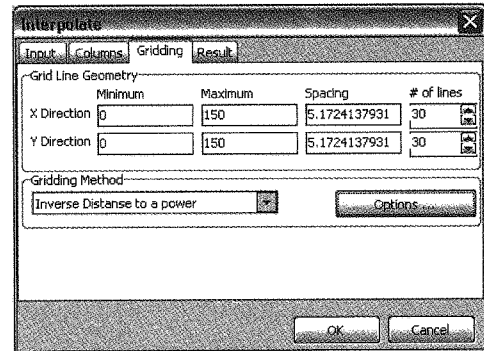 Interpolate
Input Columns Gridding Result
Grid Line Geometry
Minimum Maximum Spacing # of lines
X Direction 0 150 5.1724137931 30
Y Direction 0 150 5.1724137931 30
Gridding Method
Inverse Distanse to a power Options ...
OK Cancel